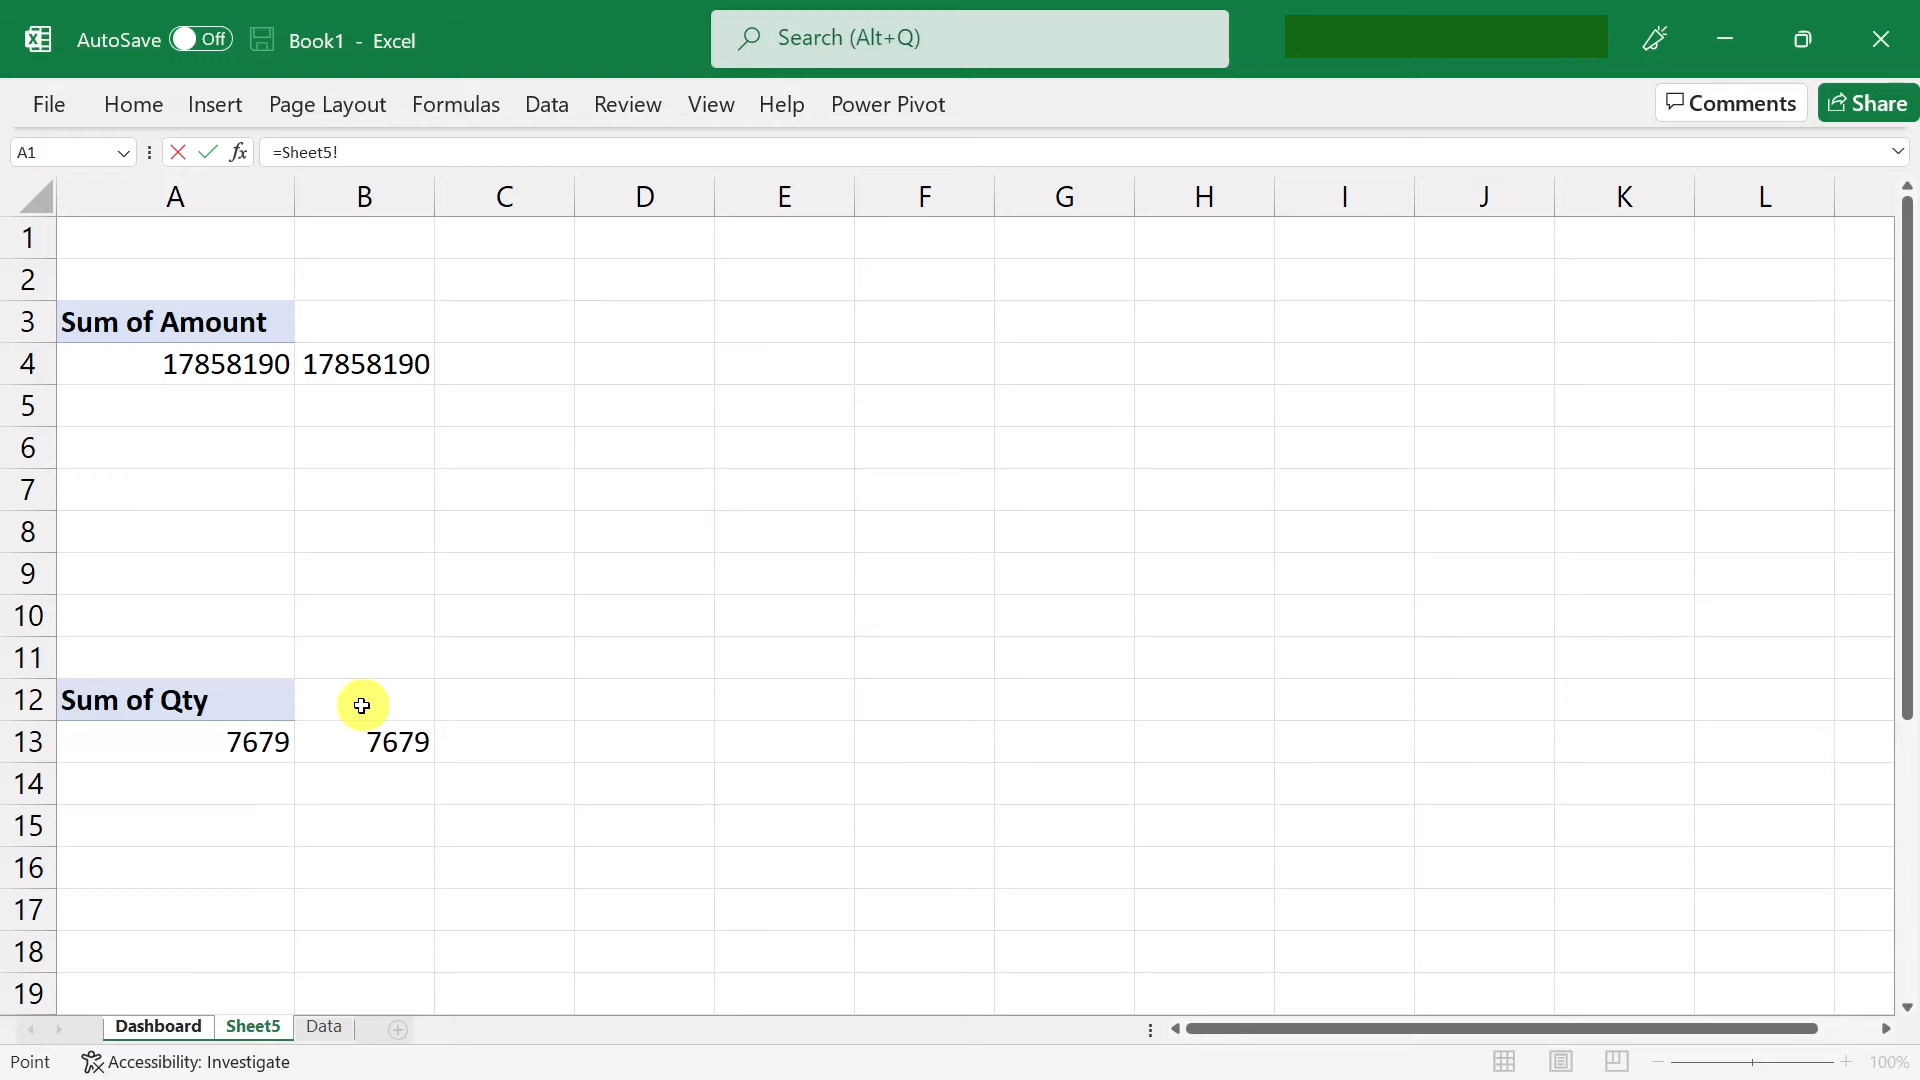 AutoSave Off Book1 - Excel Search (Alt+Q)
File Home Insert Page Layout Formulas Data Review View Help Power Pivot Comments Share
A1 fx =Sheet5!
A B C D E F G H I J K L
1
2
3 Sum of Amount
4 17858190 17858190
5
6
7
8
9
10
11
12 Sum of Qty
13 7679 7679
14
15
16
17
18
19
Dashboard Sheet5 Data
Point Accessibility: Investigate 100%